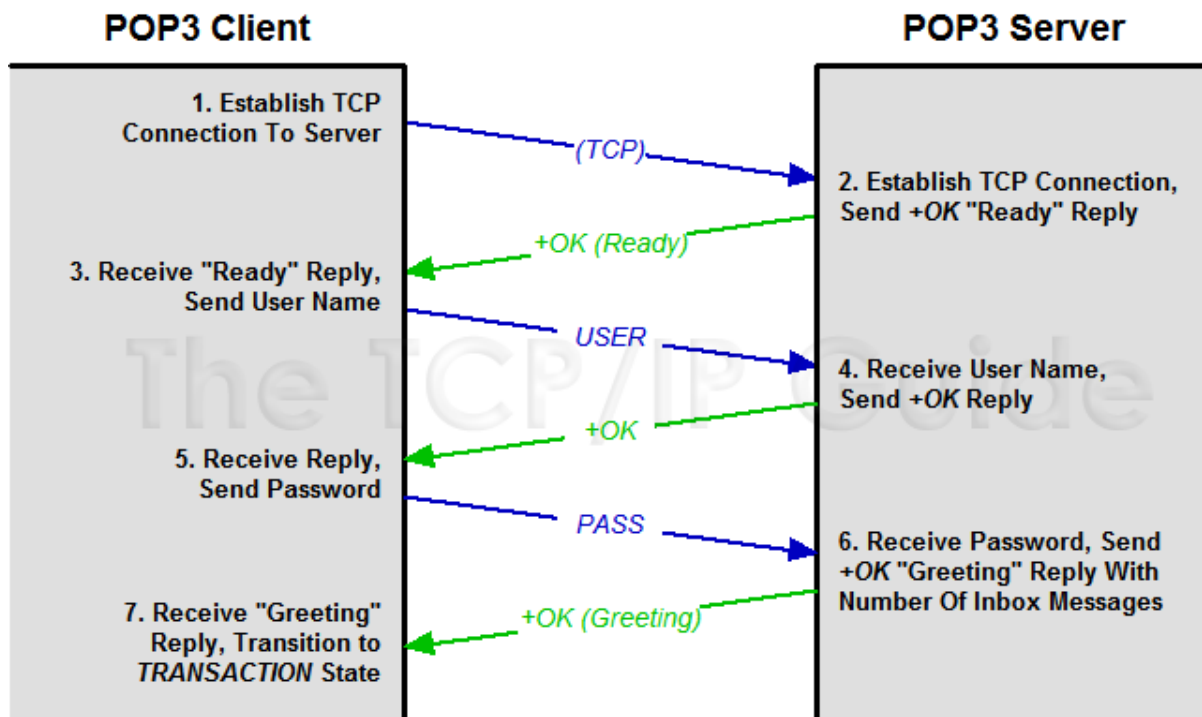 POP3 Client
POP3 Server
1. Establish TCP
Connection To Server
(TCP)
2. Establish TCP Connection,
Send +OK "Ready" Reply
+OK (Ready)
3. Receive "Ready" Reply,
Send User Name
USER
The TCP/IP Guide
4. Receive User Name,
Send +OK Reply
+OK
5. Receive Reply,
Send Password
PASS
6. Receive Password, Send
+OK "Greeting" Reply With
Number Of Inbox Messages
+OK (Greeting)
7. Receive "Greeting"
Reply, Transition to
TRANSACTION State